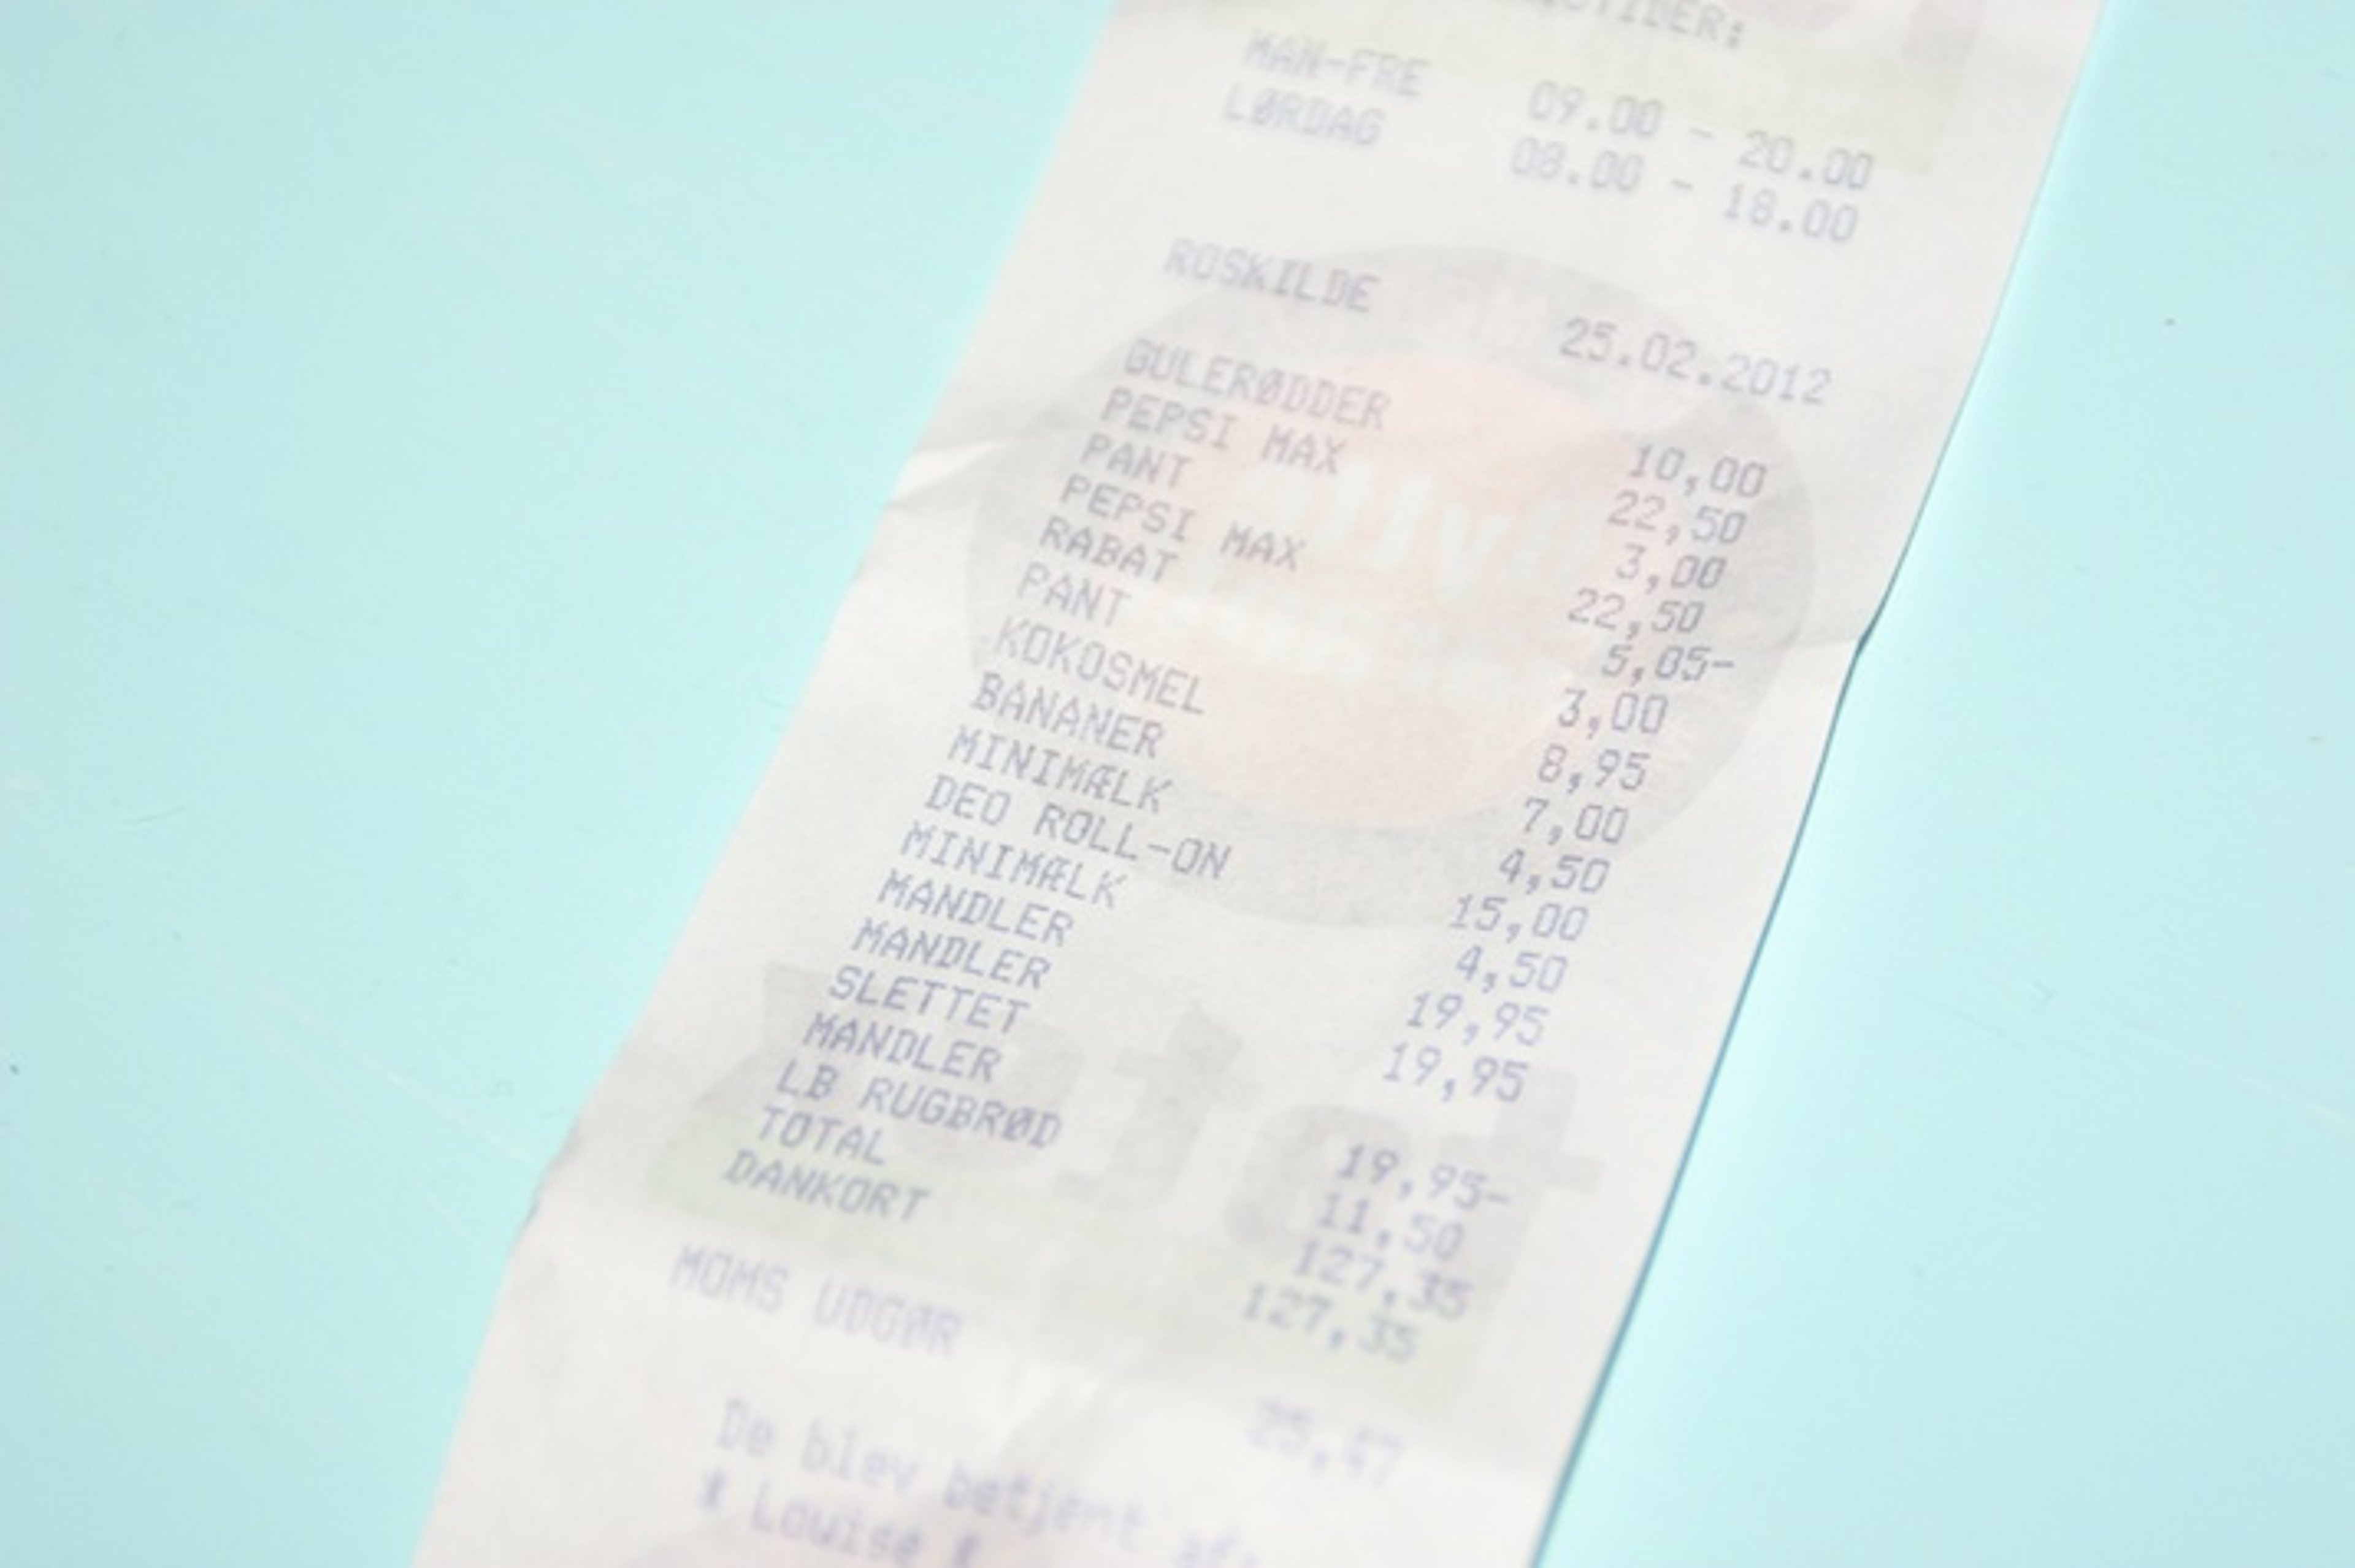 MAN-FRE 09.00 - 20.00
LØRDAG 08.00 - 18.00
ROSKILDE 25.02.2012
GULERØDDER 10,00
PEPSI MAX 22,50
PANT 3,00
PEPSI MAX 22,50
RABAT 5,05-
PANT 3,00
KOKOSMEL 8,95
BANANER 7,00
MINIMÆLK 4,50
DEO ROLL-ON 15,00
MINIMÆLK 4,50
MANDLER 19,95
MANDLER 19,95
SLETTET
MANDLER 19,95-
LB RUGBRØD 11,50
TOTAL 127,35
DANKORT 127,35
MOMS UDGØR 25,47
De blev betjent af:
* Louise *